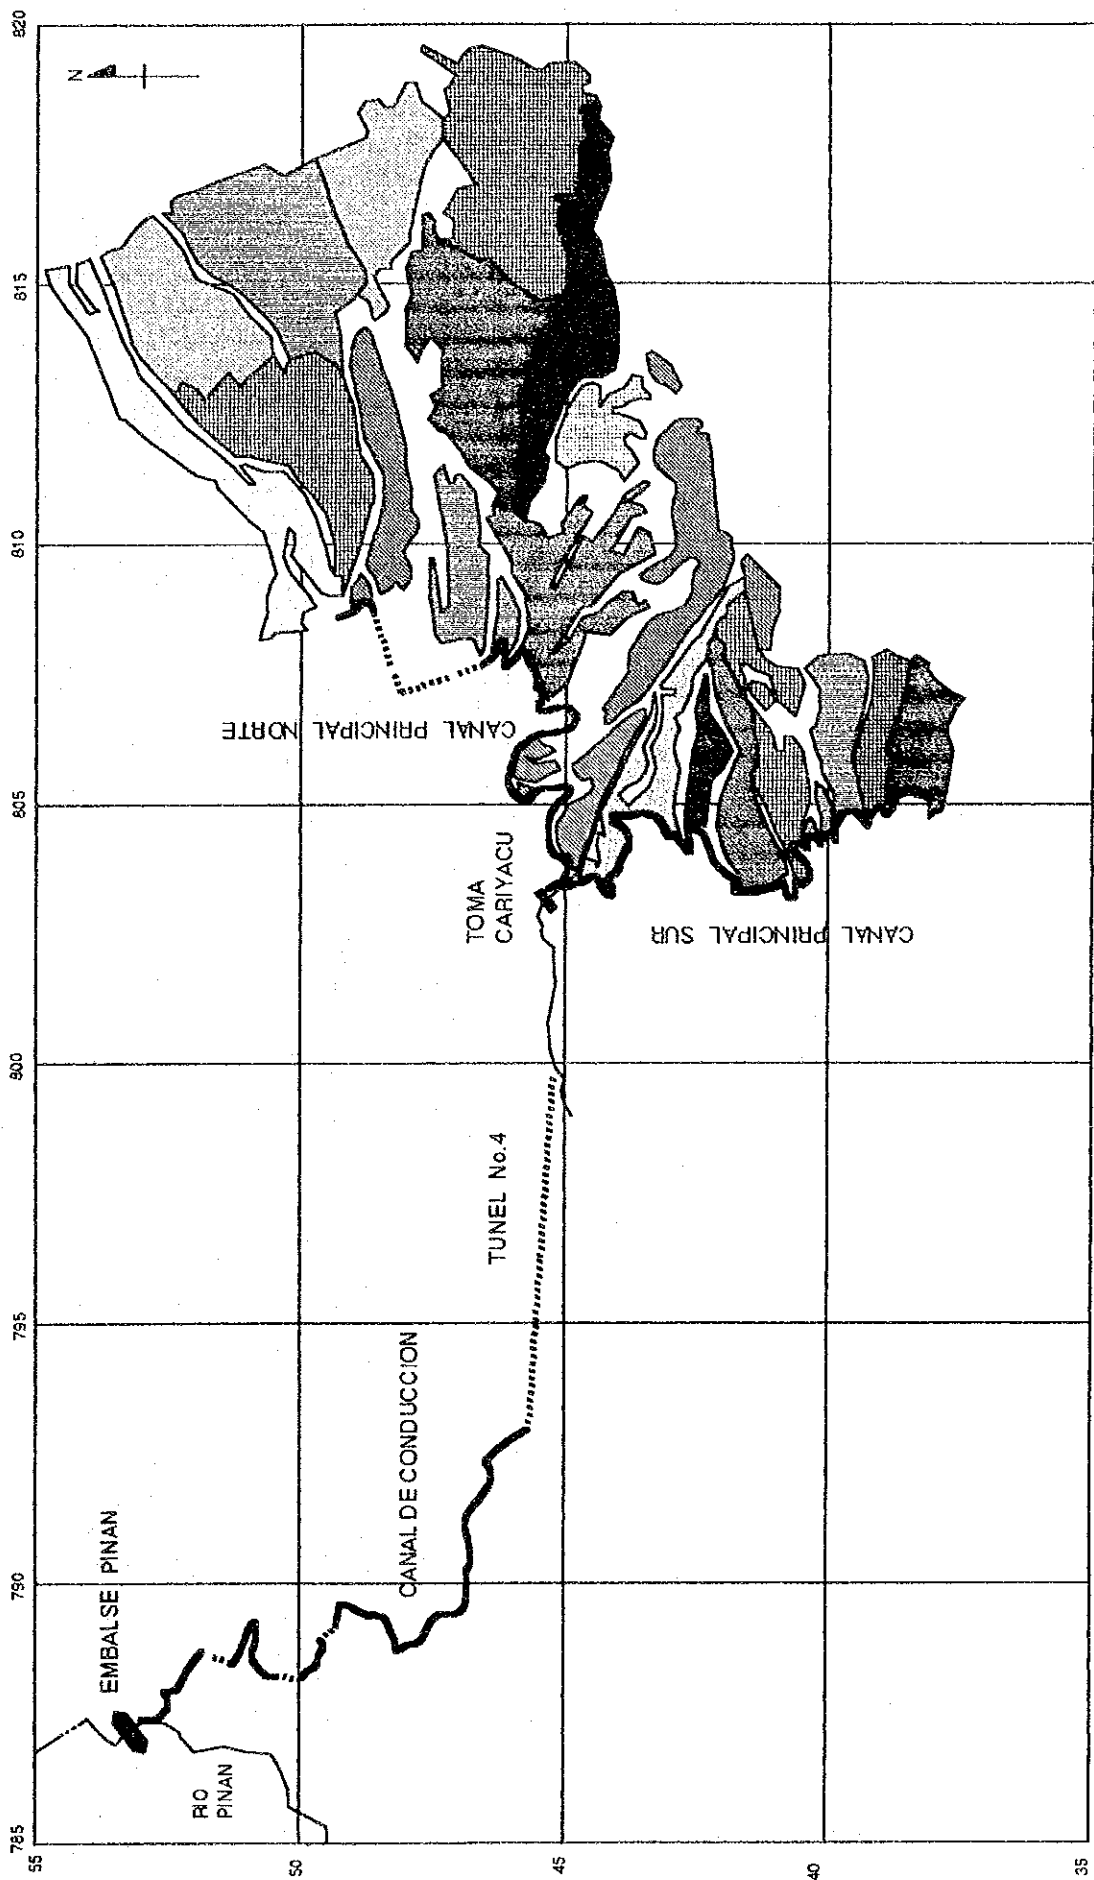 785
790
795
800
805
810
815
820
55
50
45
40
35
N
RIO
PINAN
EMBALSE PINAN
CANAL DE CONDUCCION
TUNEL No.4
TOMA
CARIYACU
CANAL PRINCIPAL NORTE
CANAL PRINCIPAL SUR